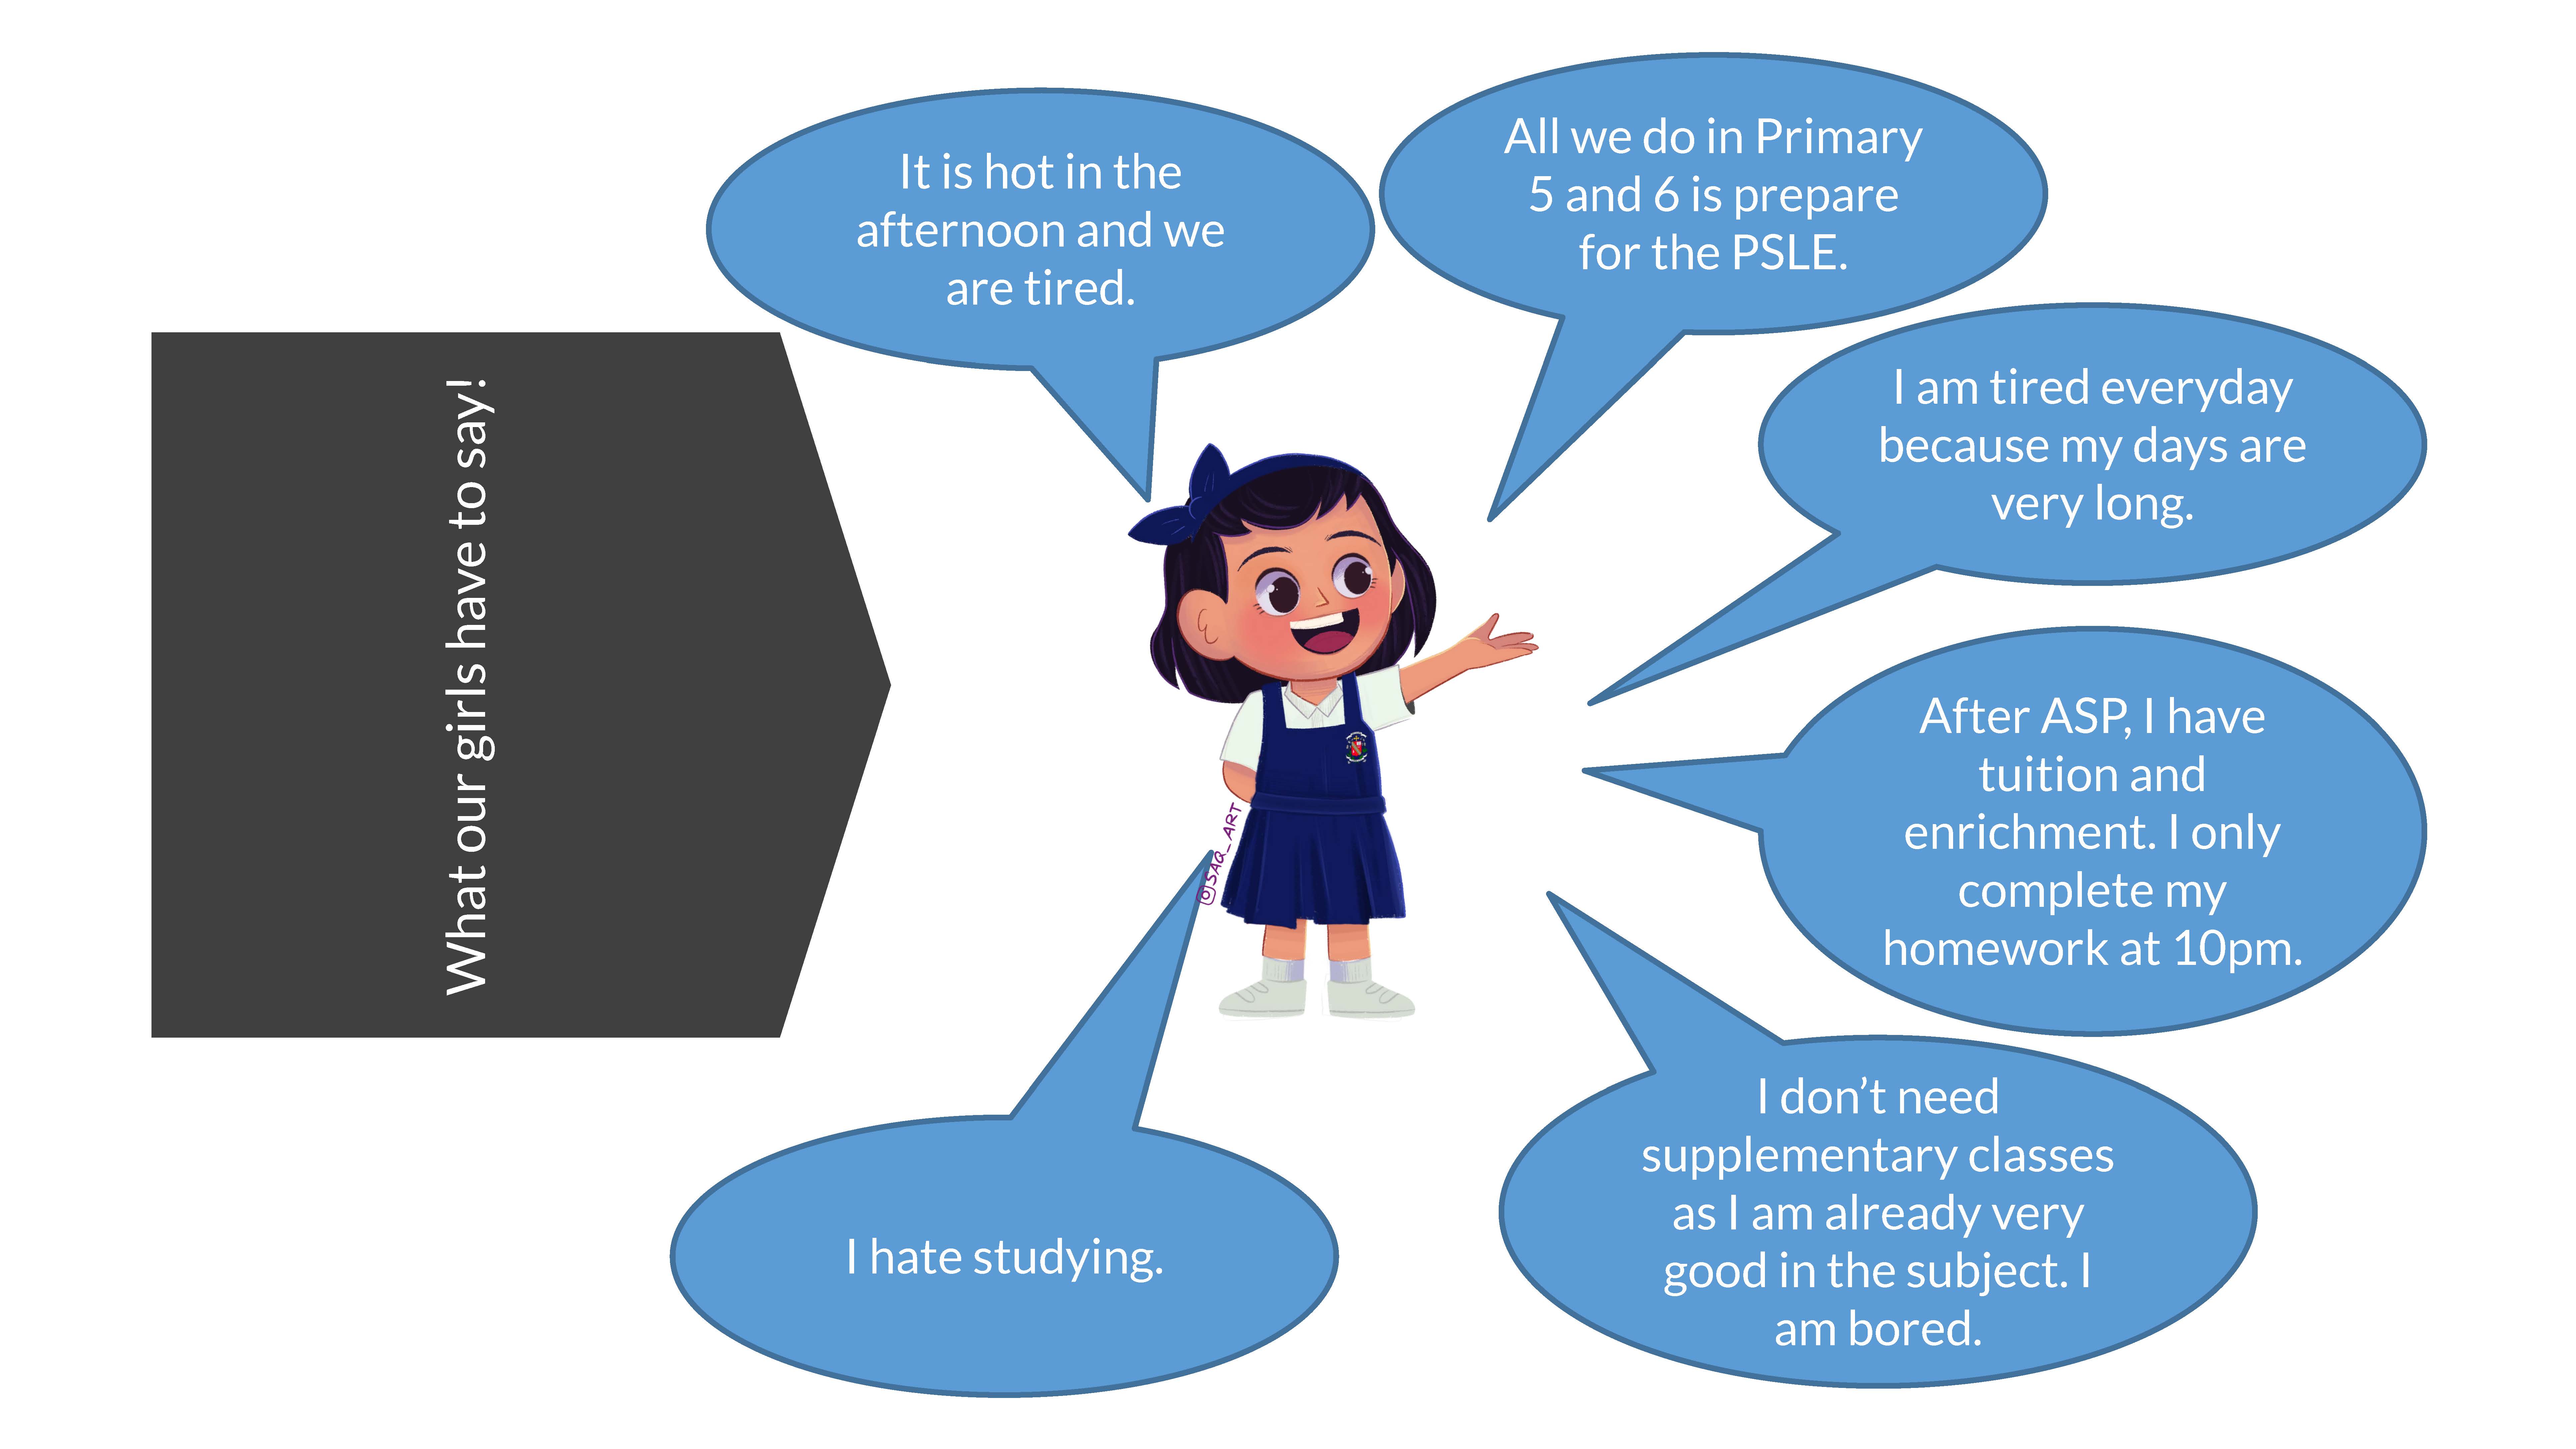 What our girls have to say!
It is hot in the
afternoon and we
are tired.
All we do in Primary
5 and 6 is prepare
for the PSLE.
I am tired everyday
because my days are
very long.
After ASP, I have
tuition and
enrichment. I only
complete my
homework at 10pm.
I don’t need
supplementary classes
as I am already very
good in the subject. I
am bored.
I hate studying.
SAQ_ART